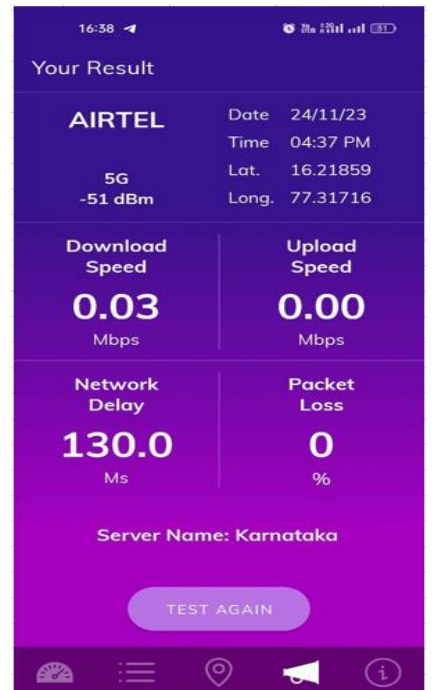 16:38
31
Your Result
AIRTEL
5G
-51 dBm
Date 24/11/23
Time 04:37 PM
Lat. 16.21859
Long. 77.31716
Download
Speed
0.03
Mbps
Upload
Speed
0.00
Mbps
Network
Delay
130.0
Ms
Packet
Loss
0
%
Server Name: Karnataka
TEST AGAIN